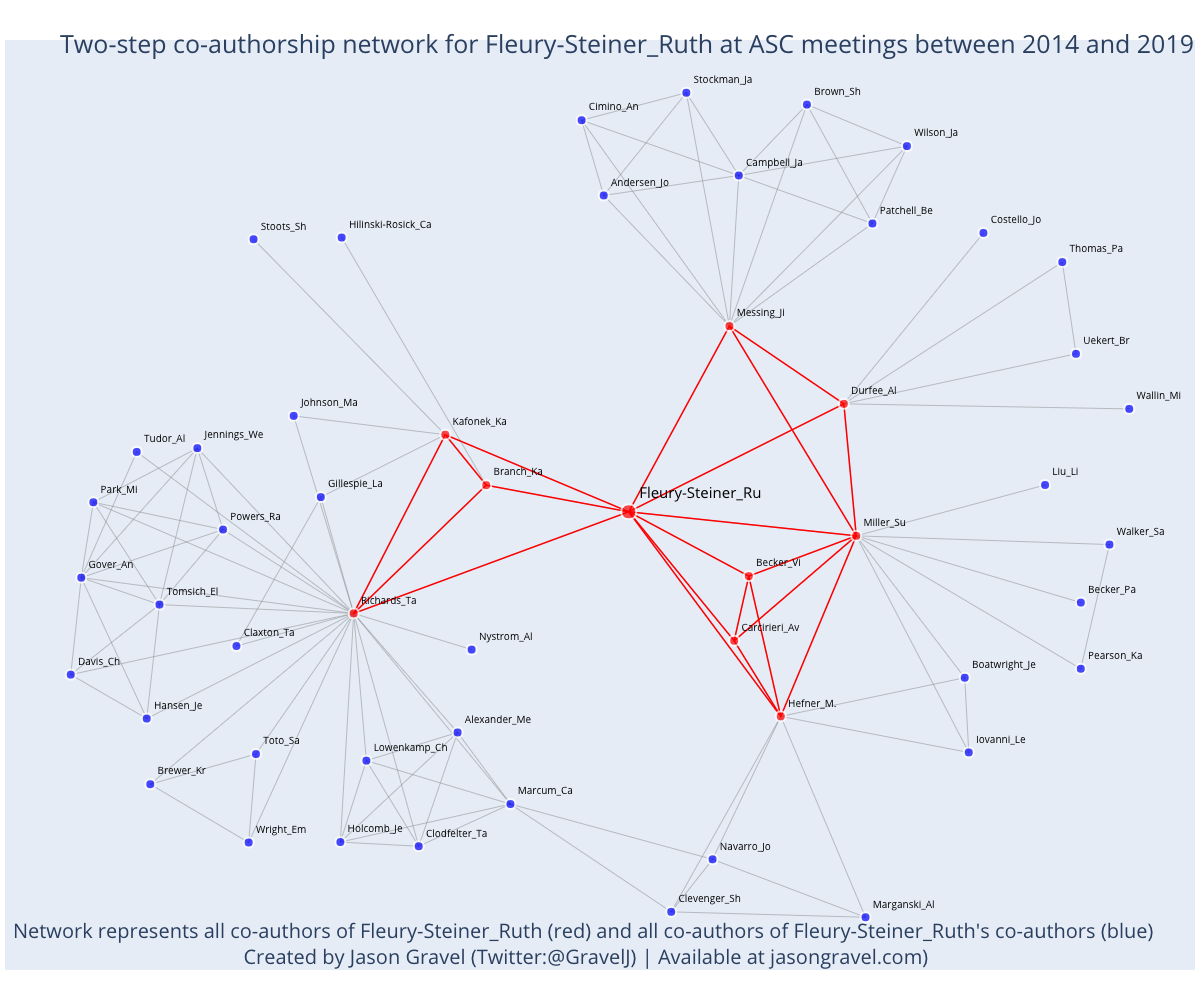 Two-step co-authorship network for Fleury-Steiner_Ruth at ASC meetings between 2014 and 2019
Stockman_Ja
Brown_Sh
Cimino_An
Wilson_Ja
Campbell_Ja
Andersen_Jo
Patchell_Be
Costello_Jo
Stoots_Sh
Hilinski-Rosick_Ca
Thomas_Pa
Messing_Ji
Uekert_Br
Durfee_Al
Wallin_Mi
Johnson_Ma
Kafonek_Ka
Tudor_Al
Jennings_We
Branch_Ka
Liu_Li
Gillespie_La
Park_Mi
Fleury-Steiner_Ru
Powers_Ra
Miller_Su
Walker_Sa
Gover_An
Becker_Vi
Tomsich_El
Richards_Ta
Becker_Pa
Claxton_Ta
Nystrom_Al
Carcirieri_Av
Davis_Ch
Boatwright_Je
Pearson_Ka
Hansen_Je
Hefner_M.
Alexander_Me
Toto_Sa
Lowenkamp_Ch
Iovanni_Le
Brewer_Kr
Marcum_Ca
Wright_Em
Holcomb_Je
Clodfelter_Ta
Navarro_Jo
Clevenger_Sh
Marganski_Al
Network represents all co-authors of Fleury-Steiner_Ruth (red) and all co-authors of Fleury-Steiner_Ruth's co-authors (blue)
Created by Jason Gravel (Twitter:@GravelJ) | Available at jasongravel.com)